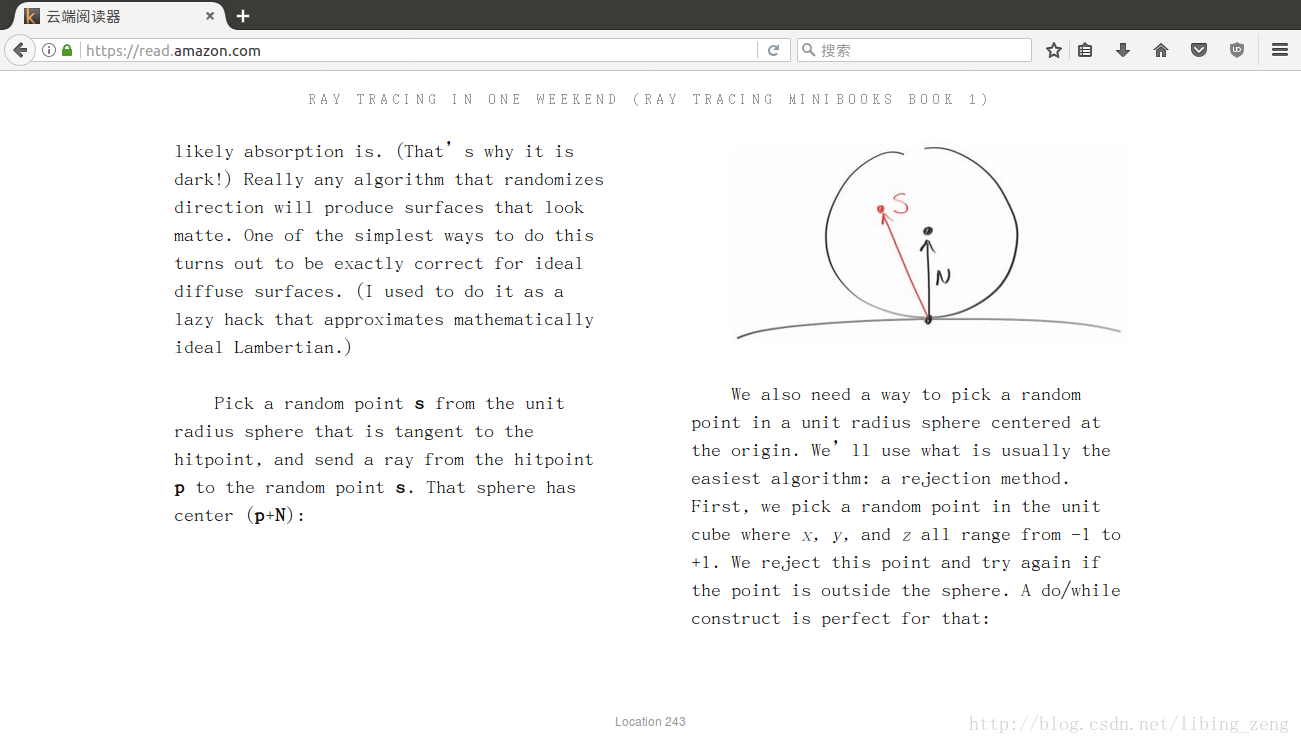 云端阅读器
https://read.amazon.com
搜索
RAY TRACING IN ONE WEEKEND (RAY TRACING MINIBOOKS BOOK 1)
likely absorption is. (That's why it is
dark!) Really any algorithm that randomizes
direction will produce surfaces that look
matte. One of the simplest ways to do this
turns out to be exactly correct for ideal
diffuse surfaces. (I used to do it as a
lazy hack that approximates mathematically
ideal Lambertian.)
Pick a random point s from the unit
radius sphere that is tangent to the
hitpoint, and send a ray from the hitpoint
p to the random point s. That sphere has
center (p+N):
S
N
We also need a way to pick a random
point in a unit radius sphere centered at
the origin. We'll use what is usually the
easiest algorithm: a rejection method.
First, we pick a random point in the unit
cube where x, y, and z all range from -1 to
+1. We reject this point and try again if
the point is outside the sphere. A do/while
construct is perfect for that:
Location 243
http://blog.csdn.net/libing_zeng